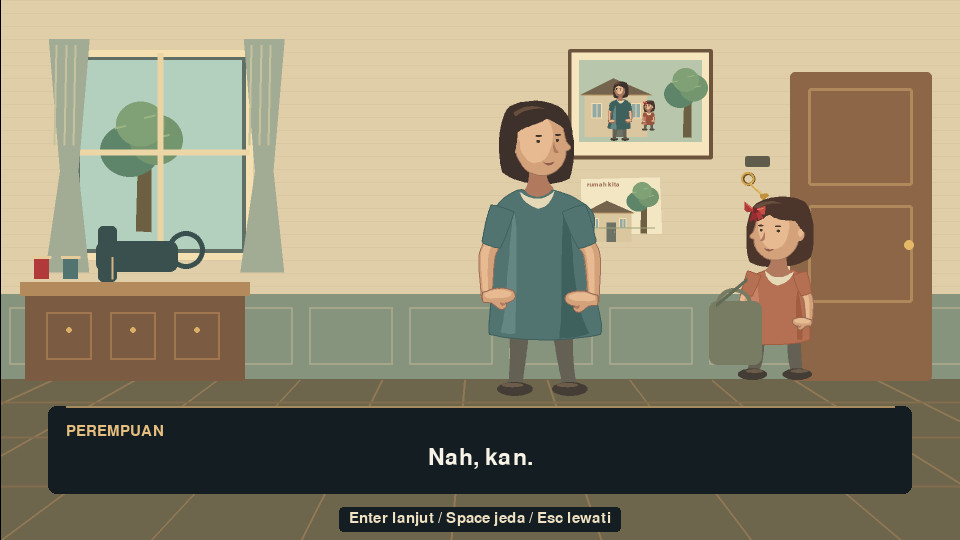 rumah kita
PEREMPUAN
Nah, kan.
Enter lanjut / Space jeda / Esc lewati